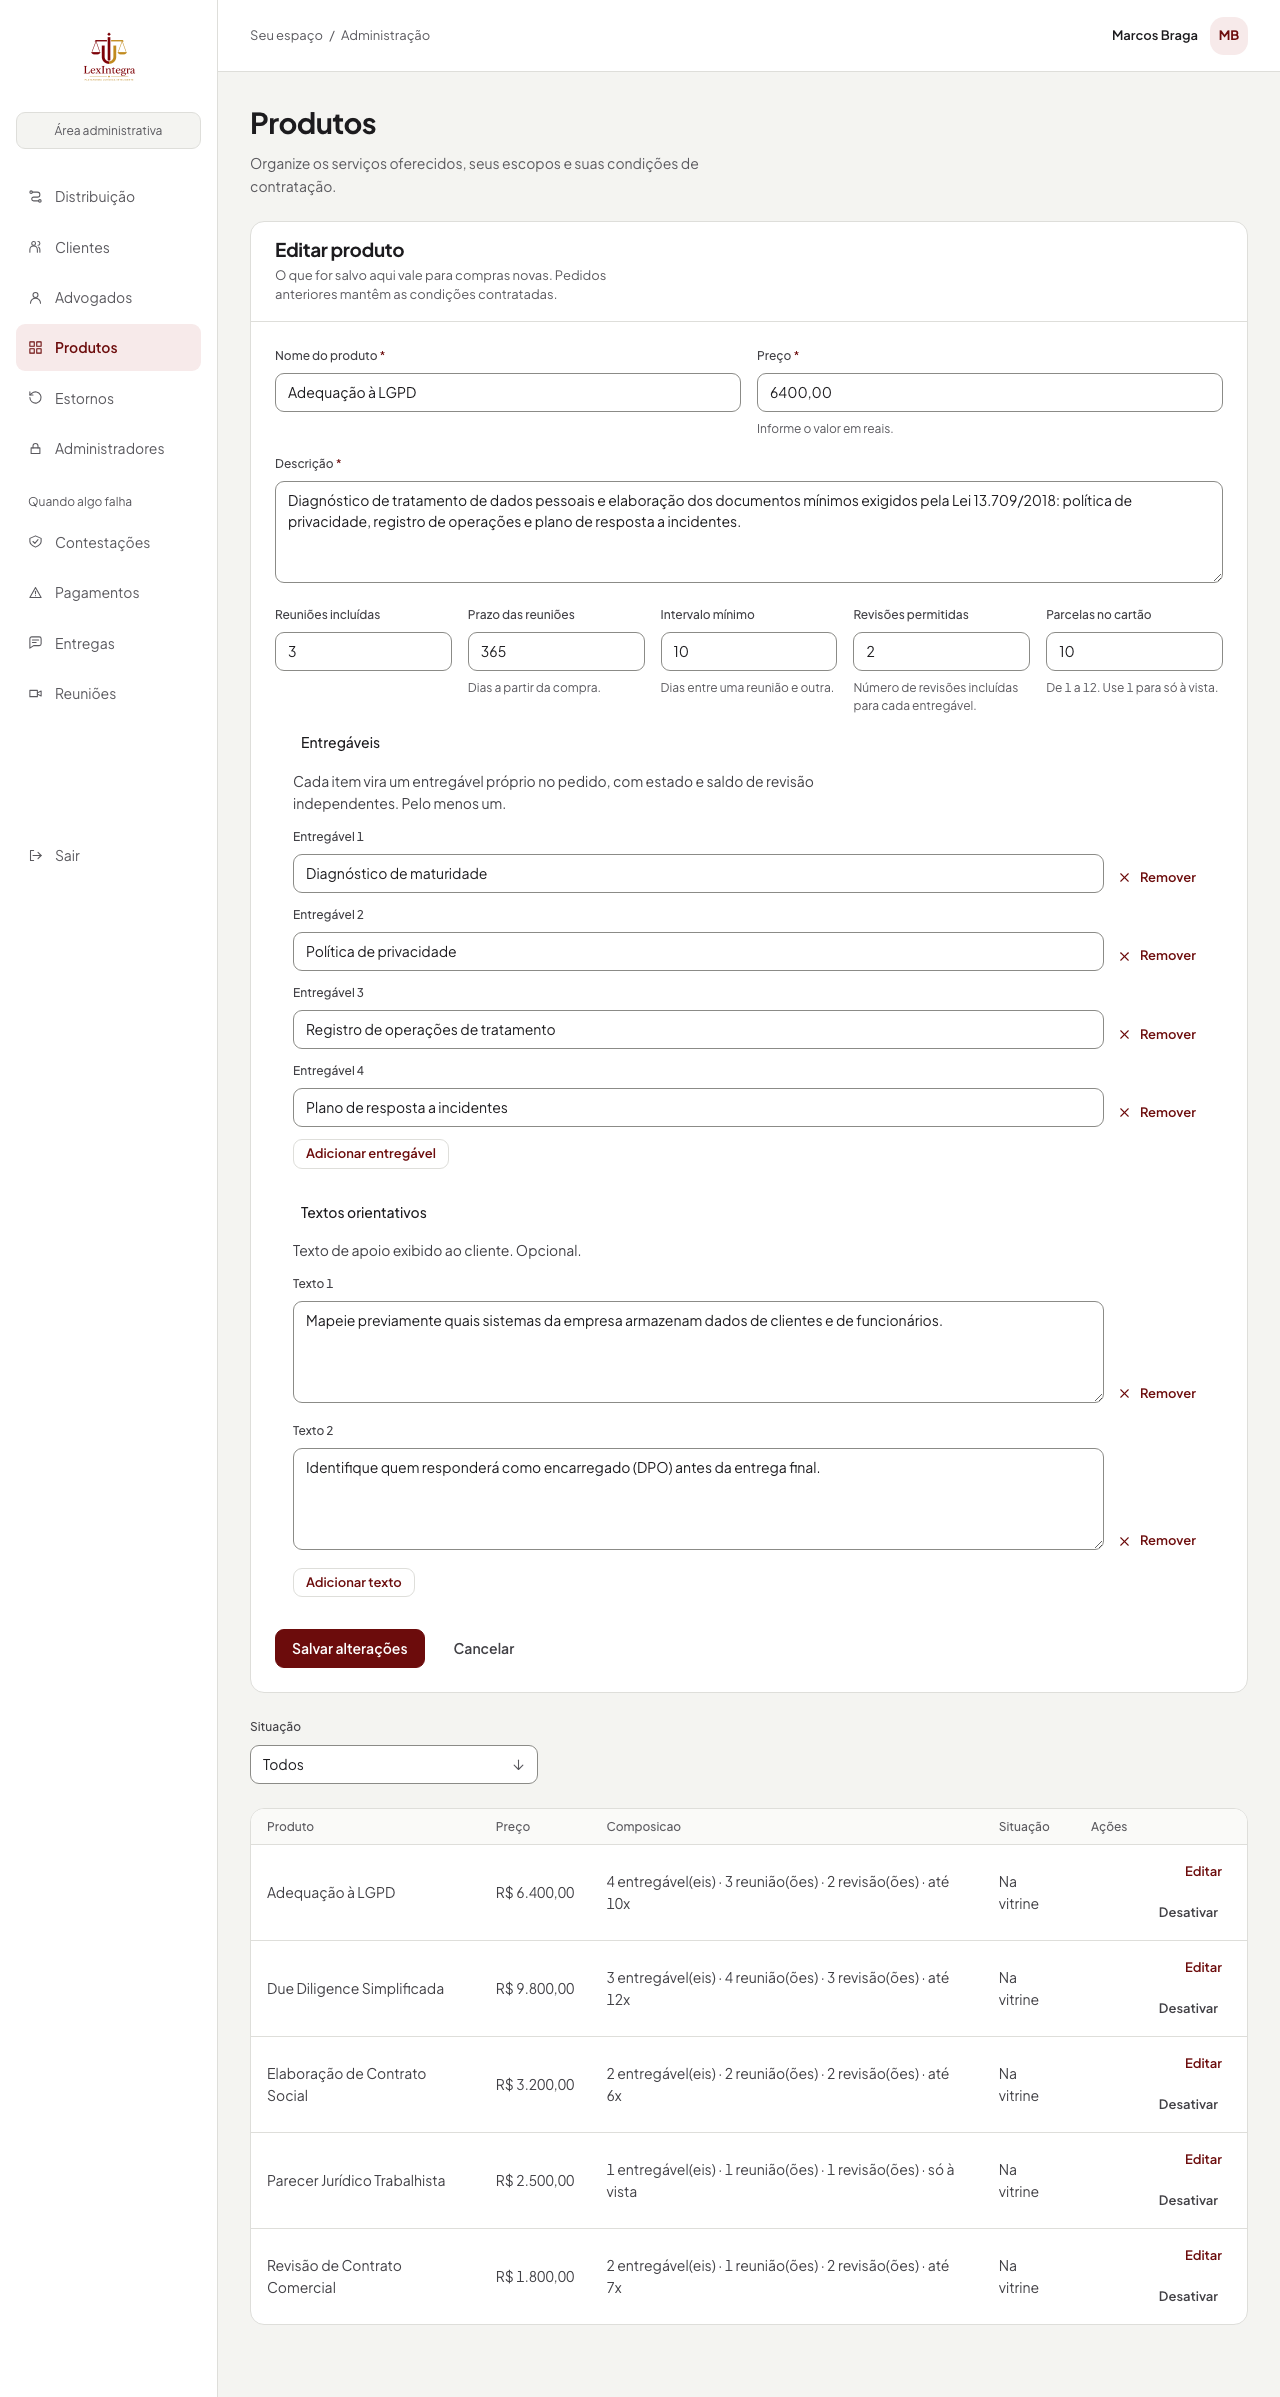 LexIntegra
Área administrativa
Distribuição
Clientes
Advogados
Produtos
Estornos
Administradores
Quando algo falha
Contestações
Pagamentos
Entregas
Reuniões
Sair
Seu espaço / Administração
Marcos Braga MB
Produtos
Organize os serviços oferecidos, seus escopos e suas condições de
contratação.
Editar produto
O que for salvo aqui vale para compras novas. Pedidos
anteriores mantêm as condições contratadas.
Nome do produto * Preço *
Adequação à LGPD 6400,00
Informe o valor em reais.
Descrição *
Diagnóstico de tratamento de dados pessoais e elaboração dos documentos mínimos exigidos pela Lei 13.709/2018: política de
privacidade, registro de operações e plano de resposta a incidentes.
Reuniões incluídas Prazo das reuniões Intervalo mínimo Revisões permitidas Parcelas no cartão
3 365 10 2 10
Dias a partir da compra. Dias entre uma reunião e outra. Número de revisões incluídas De 1 a 12. Use 1 para só à vista.
para cada entregável.
Entregáveis
Cada item vira um entregável próprio no pedido, com estado e saldo de revisão
independentes. Pelo menos um.
Entregável 1
Diagnóstico de maturidade Remover
Entregável 2
Política de privacidade Remover
Entregável 3
Registro de operações de tratamento Remover
Entregável 4
Plano de resposta a incidentes Remover
Adicionar entregável
Textos orientativos
Texto de apoio exibido ao cliente. Opcional.
Texto 1
Mapeie previamente quais sistemas da empresa armazenam dados de clientes e de funcionários.
Remover
Texto 2
Identifique quem responderá como encarregado (DPO) antes da entrega final.
Remover
Adicionar texto
Salvar alterações Cancelar
Situação
Todos
Produto Preço Composicao Situação Ações
Adequação à LGPD R$ 6.400,00 4 entregável(eis) · 3 reunião(ões) · 2 revisão(ões) · até
10x
Na
vitrine
Editar
Desativar
Due Diligence Simplificada R$ 9.800,00 3 entregável(eis) · 4 reunião(ões) · 3 revisão(ões) · até
12x
Na
vitrine
Editar
Desativar
Elaboração de Contrato
Social
R$ 3.200,00 2 entregável(eis) · 2 reunião(ões) · 2 revisão(ões) · até
6x
Na
vitrine
Editar
Desativar
Parecer Jurídico Trabalhista R$ 2.500,00 1 entregável(eis) · 1 reunião(ões) · 1 revisão(ões) · só à
vista
Na
vitrine
Editar
Desativar
Revisão de Contrato
Comercial
R$ 1.800,00 2 entregável(eis) · 1 reunião(ões) · 2 revisão(ões) · até
7x
Na
vitrine
Editar
Desativar